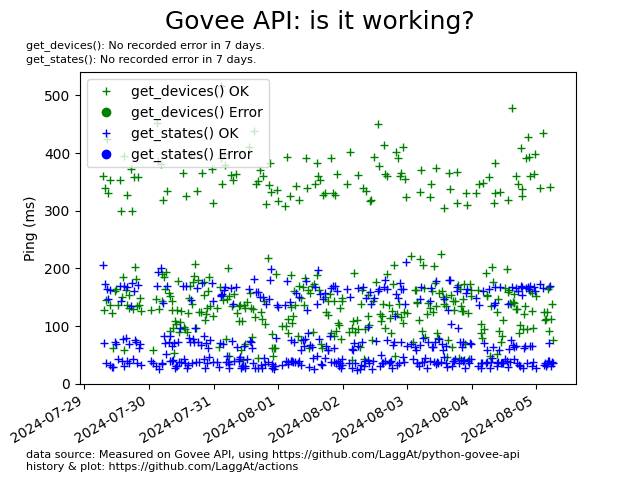 Govee API: is it working?
get_devices(): No recorded error in 7 days.
get_states(): No recorded error in 7 days.
get_devices() OK
get_devices() Error
get_states() OK
get_states() Error
Ping (ms)
500
400
300
200
100
0
2024-07-29
2024-07-30
2024-07-31
2024-08-01
2024-08-02
2024-08-03
2024-08-04
2024-08-05
data source: Measured on Govee API, using https://github.com/LaggAt/python-govee-api
history & plot: https://github.com/LaggAt/actions